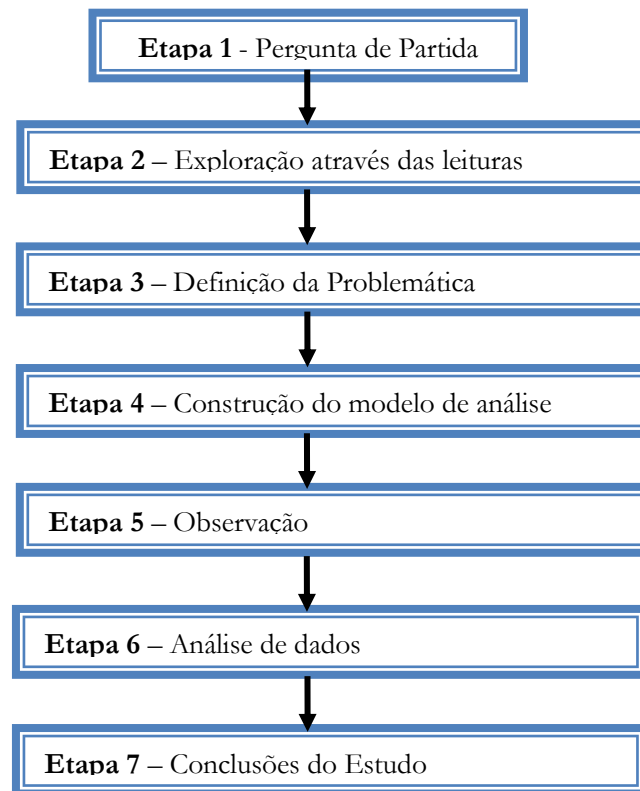 Etapa 1 - Pergunta de Partida
Etapa 2 – Exploração através das leituras
Etapa 3 – Definição da Problemática
Etapa 4 – Construção do modelo de análise
Etapa 5 – Observação
Etapa 6 – Análise de dados
Etapa 7 – Conclusões do Estudo